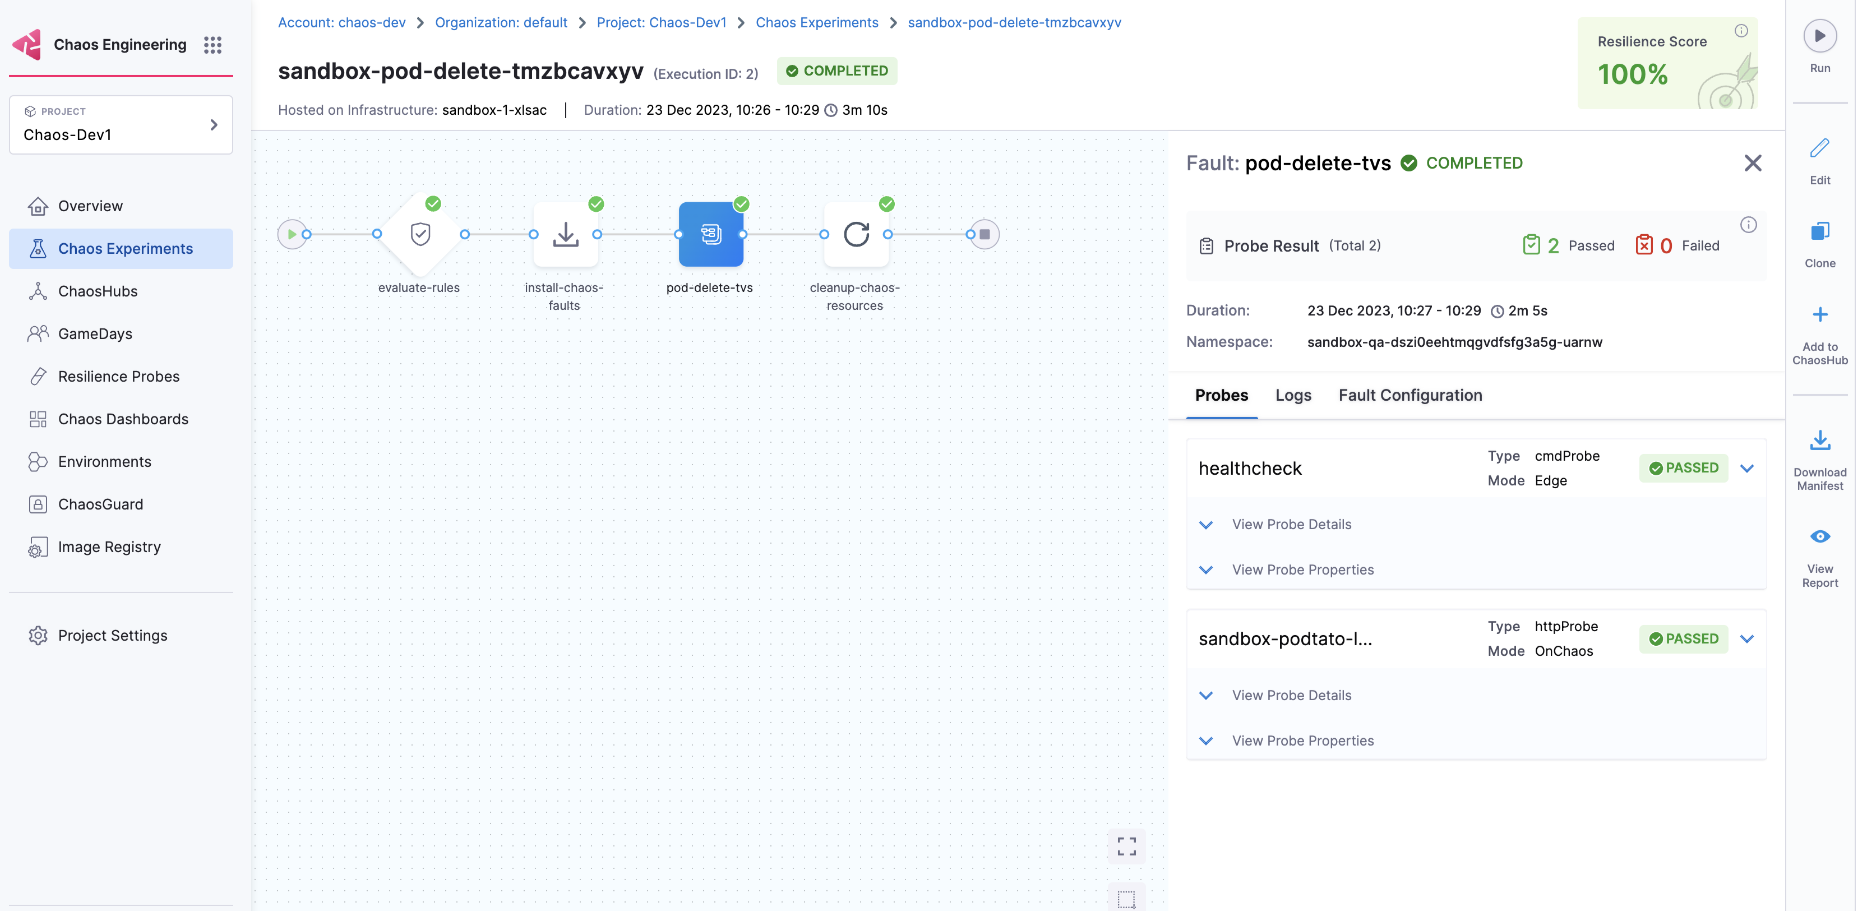 Chaos Engineering
PROJECT
Chaos-Dev1
Overview
Chaos Experiments
ChaosHubs
GameDays
Resilience Probes
Chaos Dashboards
Environments
ChaosGuard
Image Registry
Project Settings
Account: chaos-dev > Organization: default > Project: Chaos-Dev1 > Chaos Experiments > sandbox-pod-delete-tmzbcavxyv
sandbox-pod-delete-tmzbcavxyv (Execution ID: 2) COMPLETED
Hosted on Infrastructure: sandbox-1-xlsac | Duration: 23 Dec 2023, 10:26 - 10:29 3m 10s
Resilience Score
100%
evaluate-rules
install-chaos-
faults
pod-delete-tvs
cleanup-chaos-
resources
Fault: pod-delete-tvs COMPLETED
Probe Result (Total 2) 2 Passed 0 Failed
Duration: 23 Dec 2023, 10:27 - 10:29 2m 5s
Namespace: sandbox-qa-dszi0eehtmqgvdfsfg3a5g-uarnw
Probes Logs Fault Configuration
healthcheck
Type cmdProbe
Mode Edge
PASSED
View Probe Details
View Probe Properties
sandbox-podtato-l...
Type httpProbe
Mode OnChaos
PASSED
View Probe Details
View Probe Properties
Run
Edit
Clone
Add to
ChaosHub
Download
Manifest
View
Report